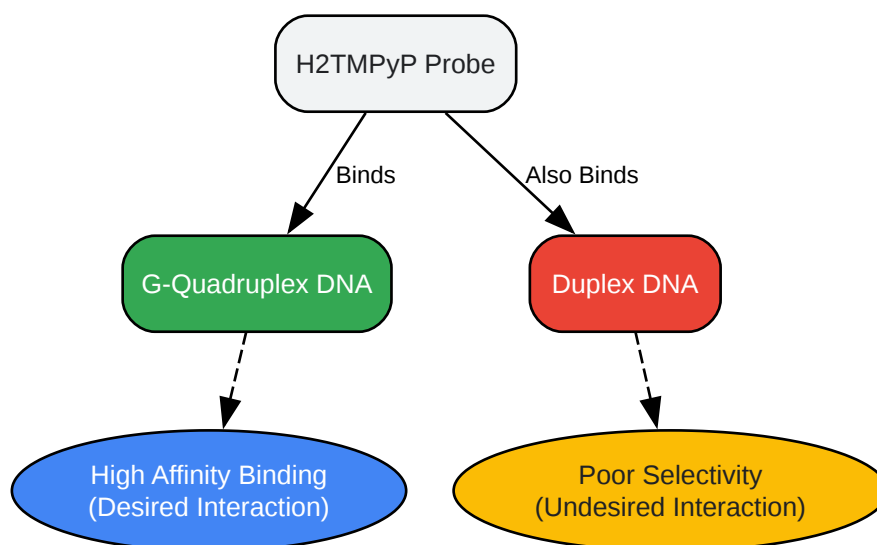 H2TMPyP Probe
Binds
Also Binds
G-Quadruplex DNA
Duplex DNA
High Affinity Binding
(Desired Interaction)
Poor Selectivity
(Undesired Interaction)